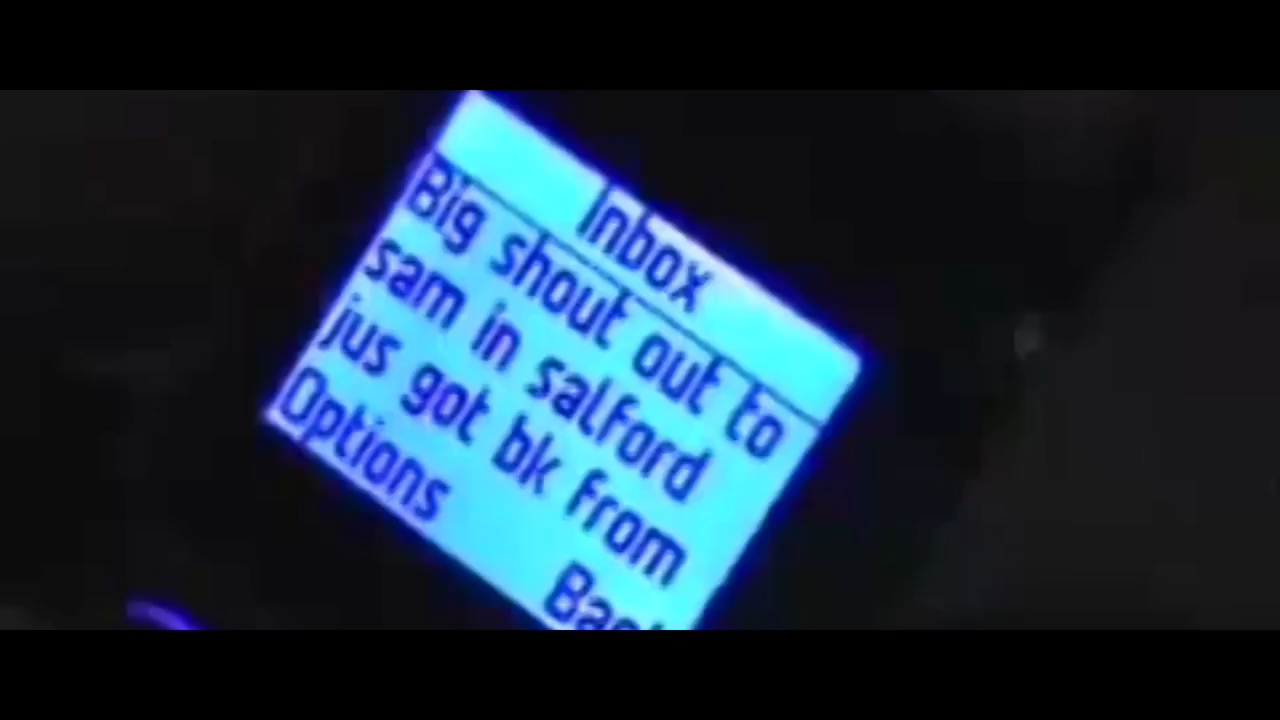 Inbox
Big shout out to
sam in salford
jus got bk from
Options